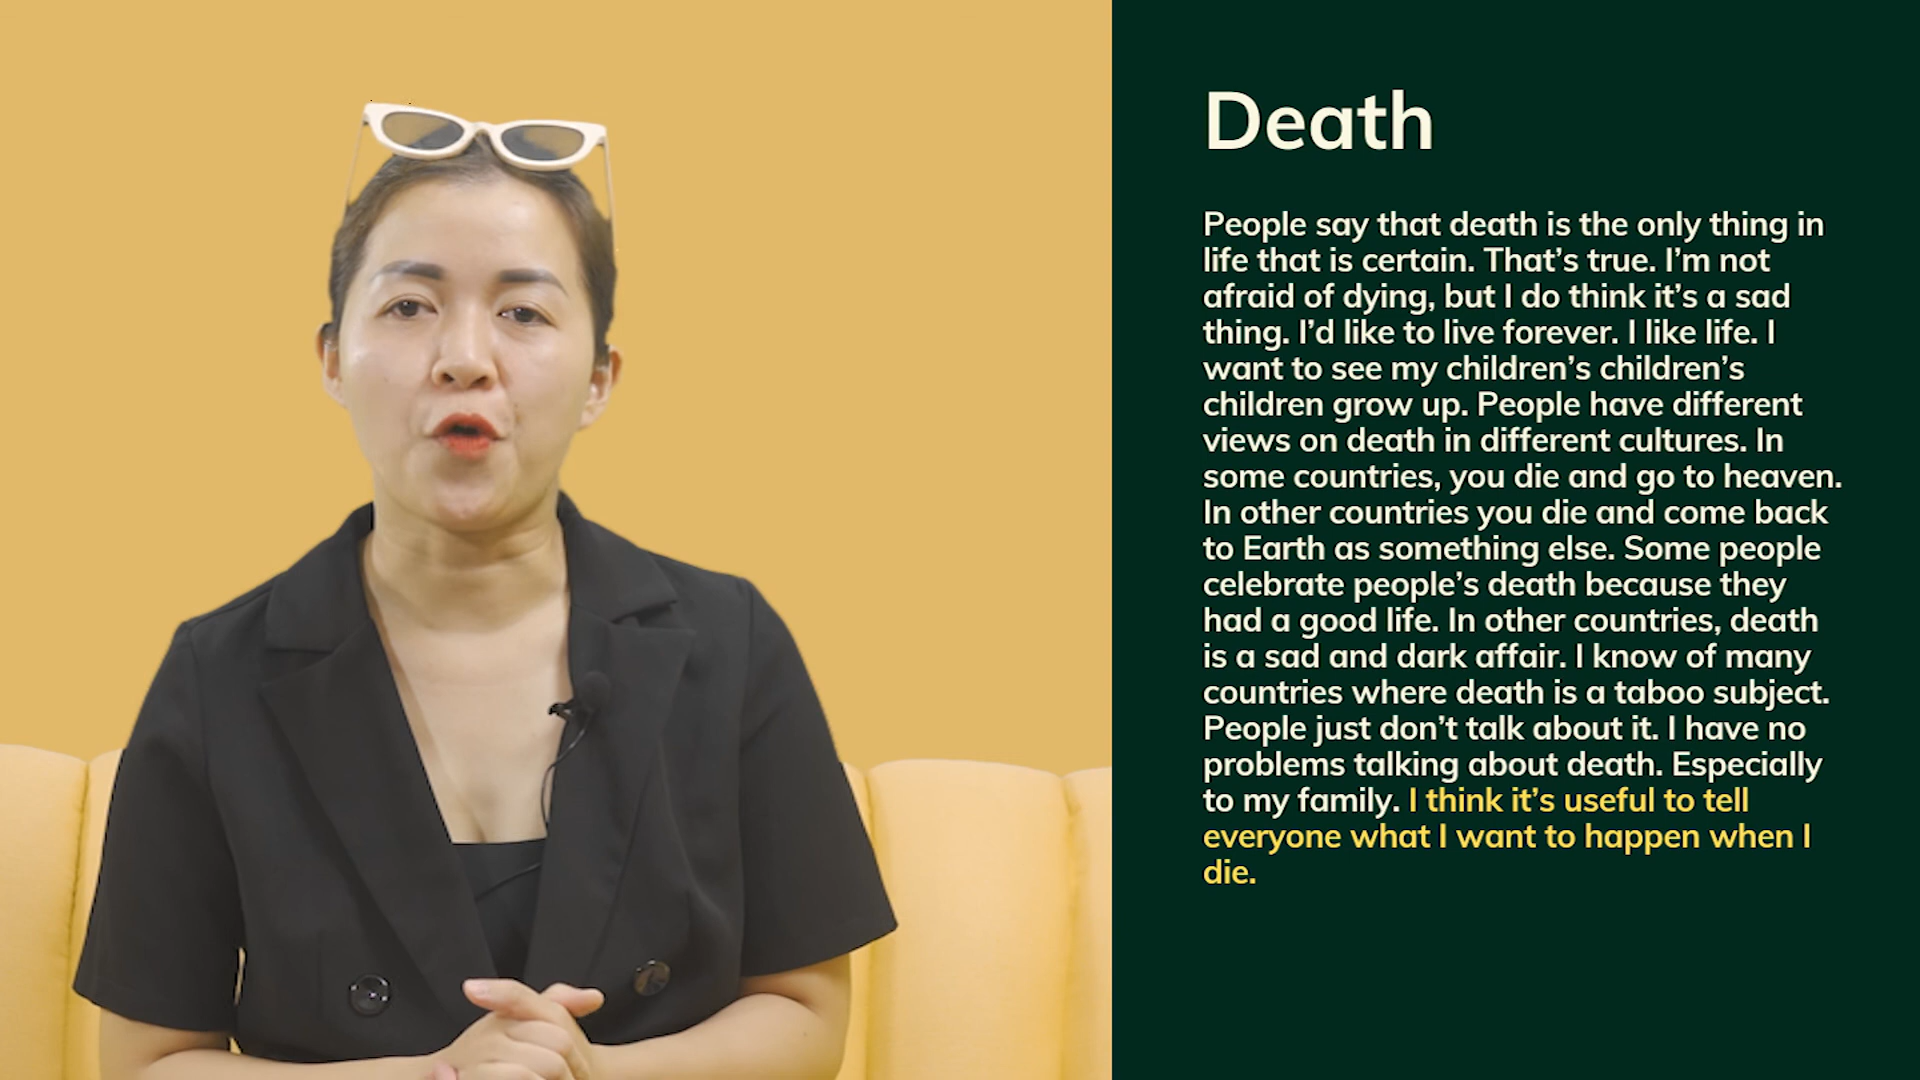 Death
People say that death is the only thing in
life that is certain. That’s true. I’m not
afraid of dying, but I do think it’s a sad
thing. I’d like to live forever. I like life. I
want to see my children’s children’s
children grow up. People have different
views on death in different cultures. In
some countries, you die and go to heaven.
In other countries you die and come back
to Earth as something else. Some people
celebrate people’s death because they
had a good life. In other countries, death
is a sad and dark affair. I know of many
countries where death is a taboo subject.
People just don’t talk about it. I have no
problems talking about death. Especially
to my family. I think it’s useful to tell
everyone what I want to happen when I
die.